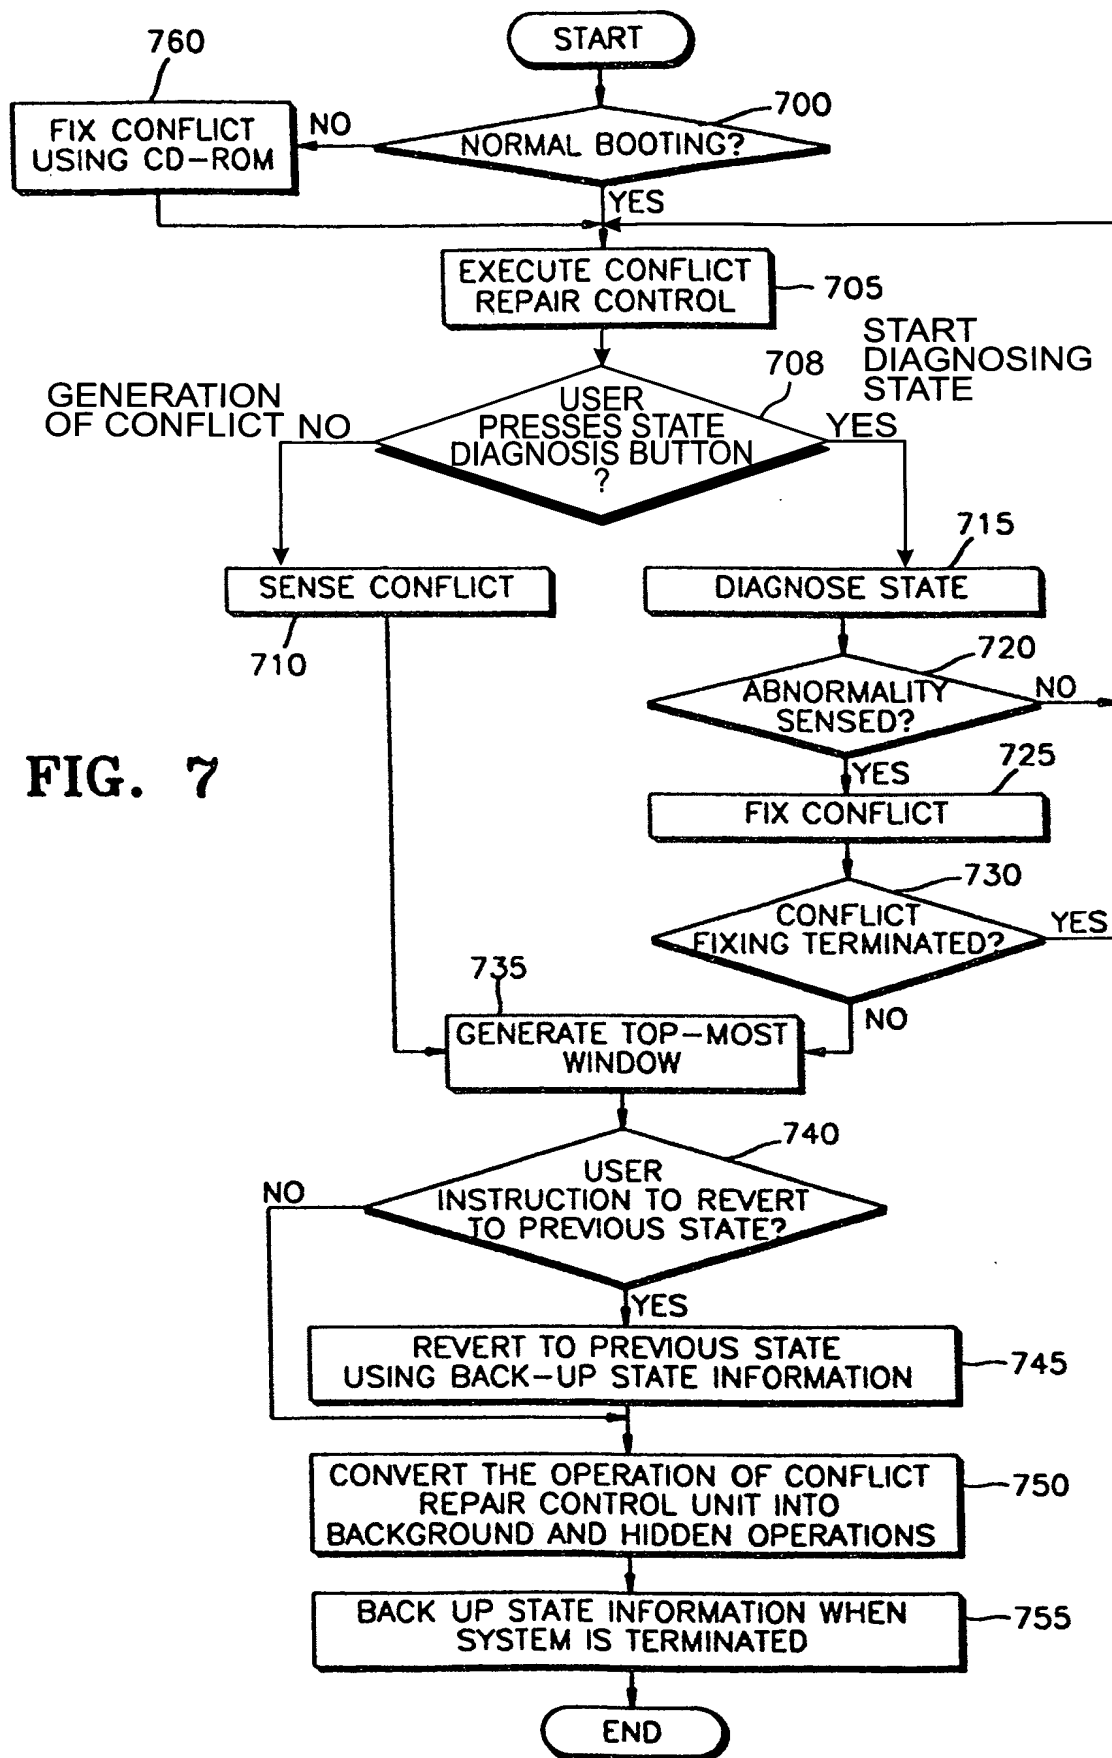 START
760
700
FIX CONFLICT
USING CD-ROM
NO
NORMAL BOOTING?
YES
EXECUTE CONFLICT
REPAIR CONTROL
705
START
DIAGNOSING
STATE
708
GENERATION
OF CONFLICT
NO
USER
PRESSES STATE
DIAGNOSIS BUTTON
?
YES
715
SENSE CONFLICT
DIAGNOSE STATE
710
720
ABNORMALITY
SENSED?
NO
FIG. 7
YES
725
FIX CONFLICT
730
CONFLICT
FIXING TERMINATED?
YES
735
NO
GENERATE TOP-MOST
WINDOW
740
USER
INSTRUCTION TO REVERT
TO PREVIOUS STATE?
NO
YES
REVERT TO PREVIOUS STATE
USING BACK-UP STATE INFORMATION
745
CONVERT THE OPERATION OF CONFLICT
REPAIR CONTROL UNIT INTO
BACKGROUND AND HIDDEN OPERATIONS
750
BACK UP STATE INFORMATION WHEN
SYSTEM IS TERMINATED
755
END